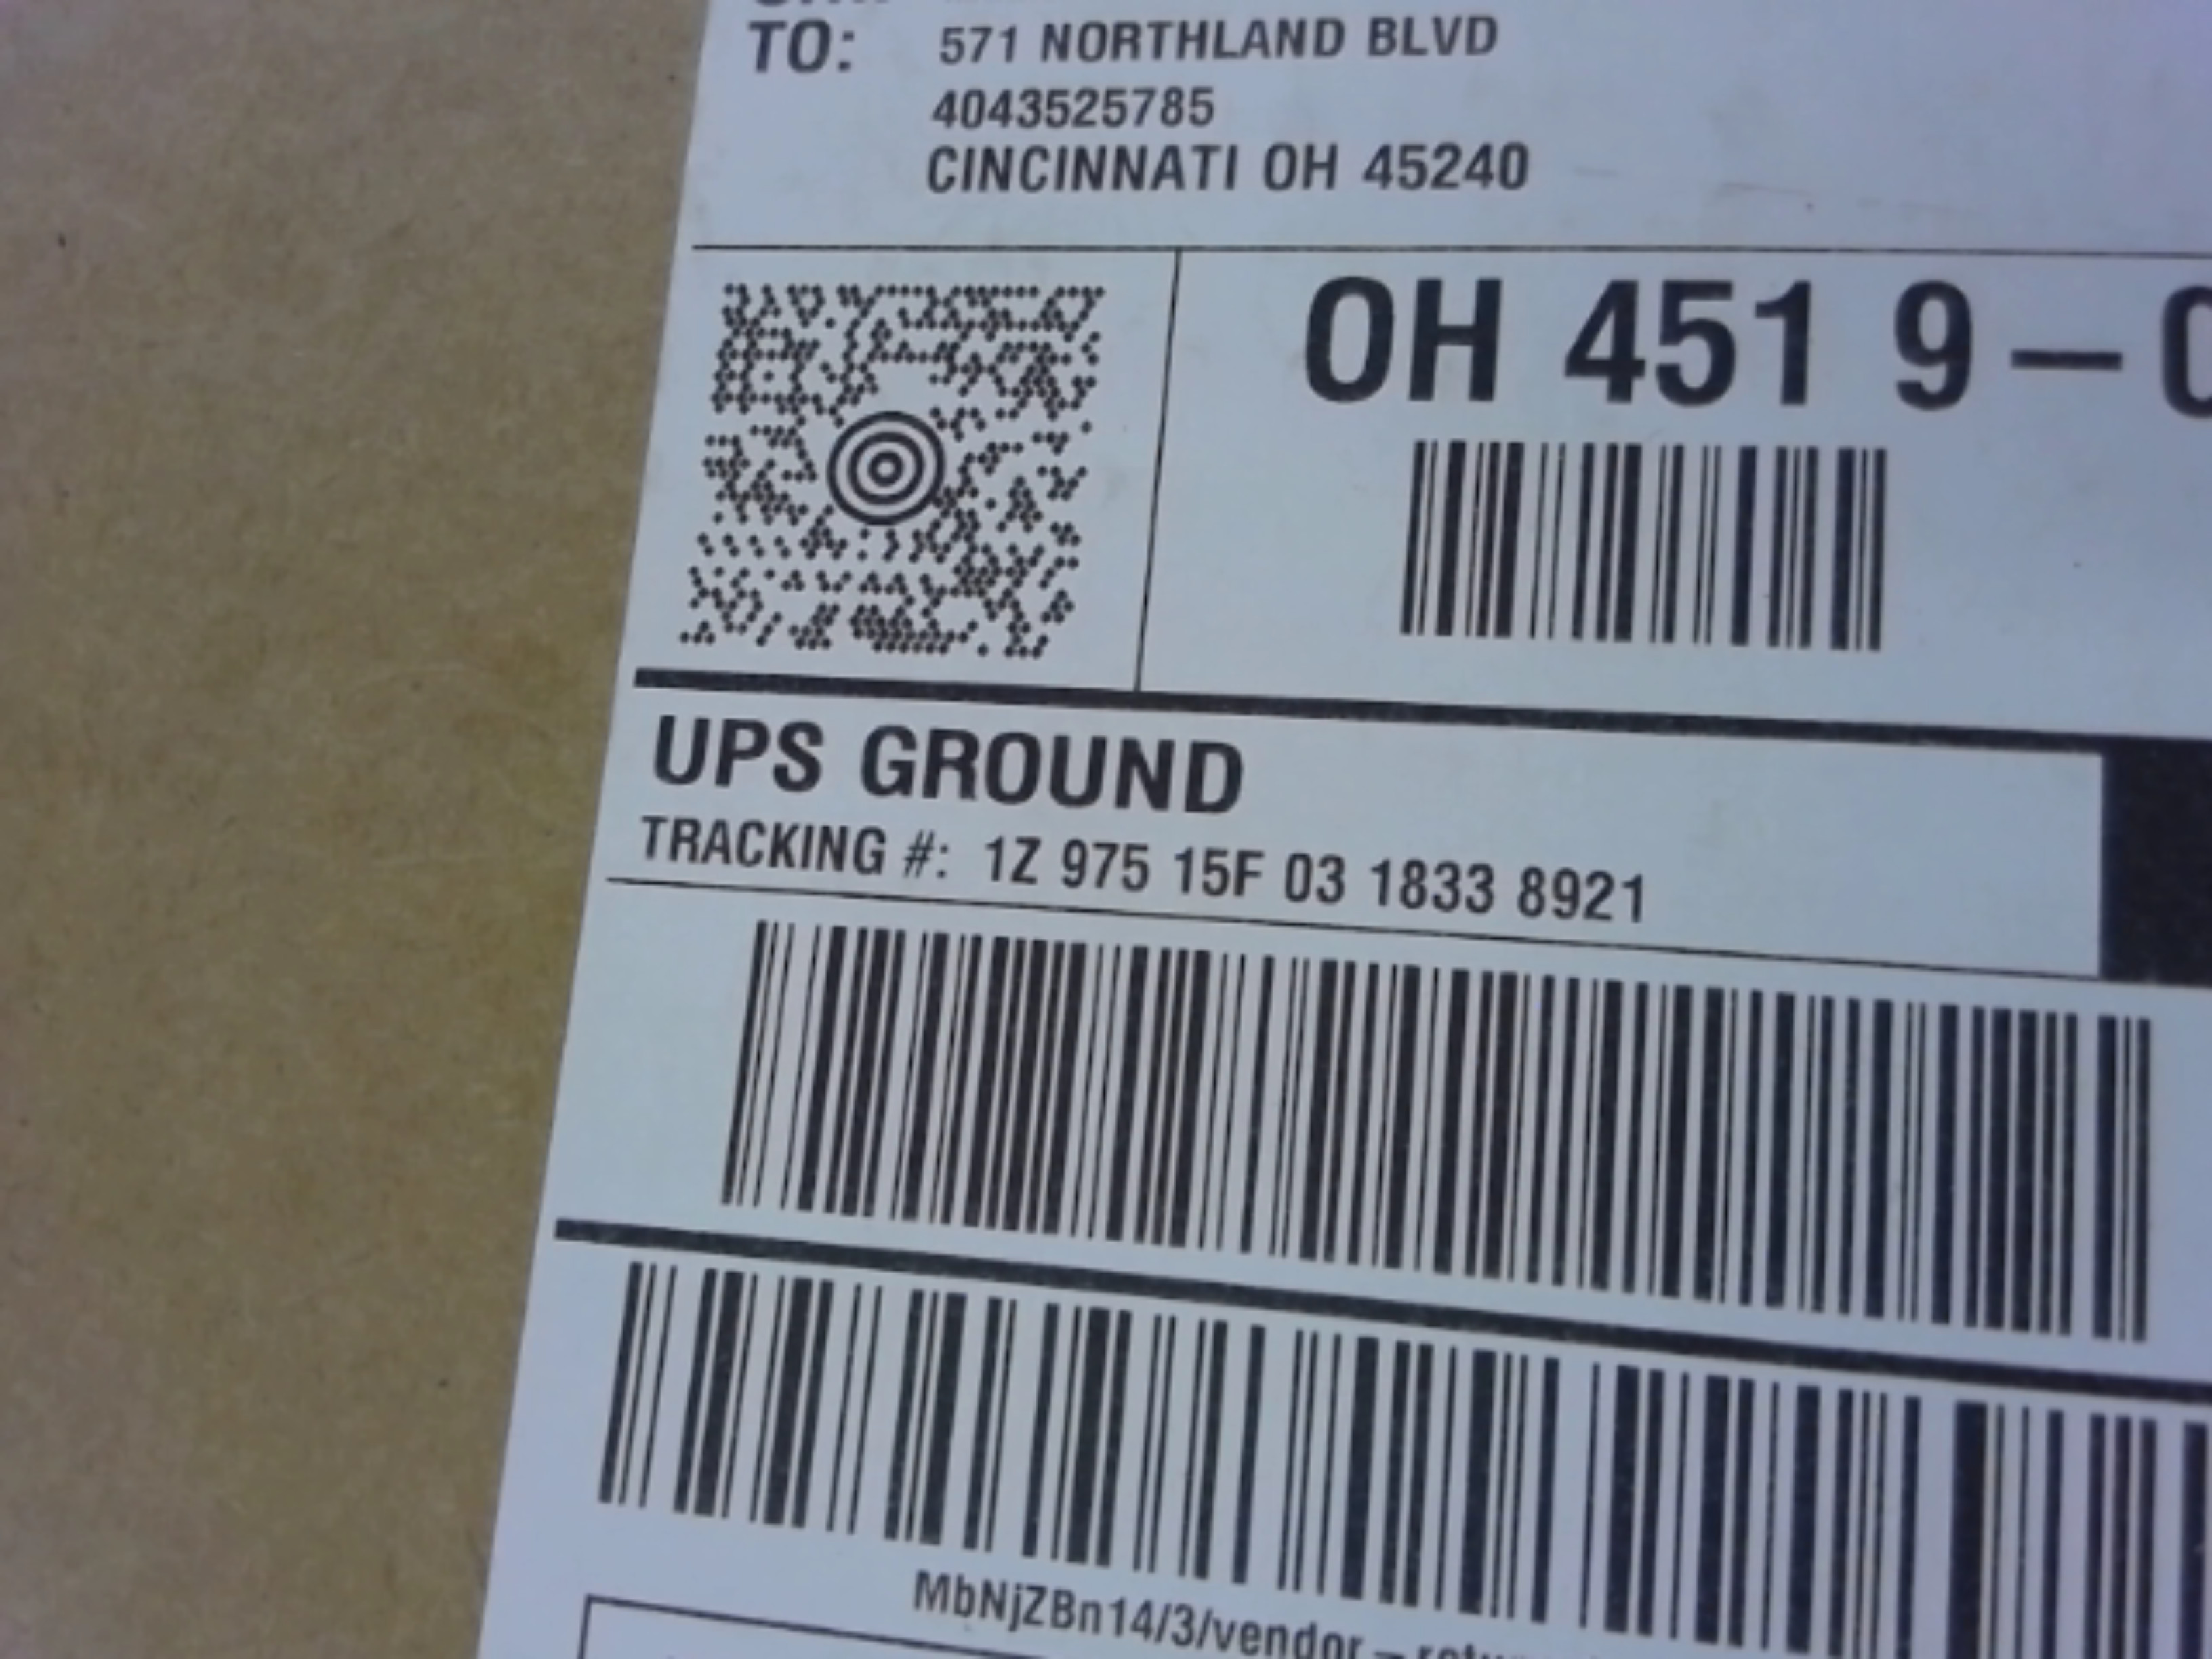 TO: 571 NORTHLAND BLVD
4043525785
CINCINNATI OH 45240
OH 451 9-
UPS GROUND
TRACKING #: 1Z 975 15F 03 1833 8921
MbNjZBn14/3/vendor